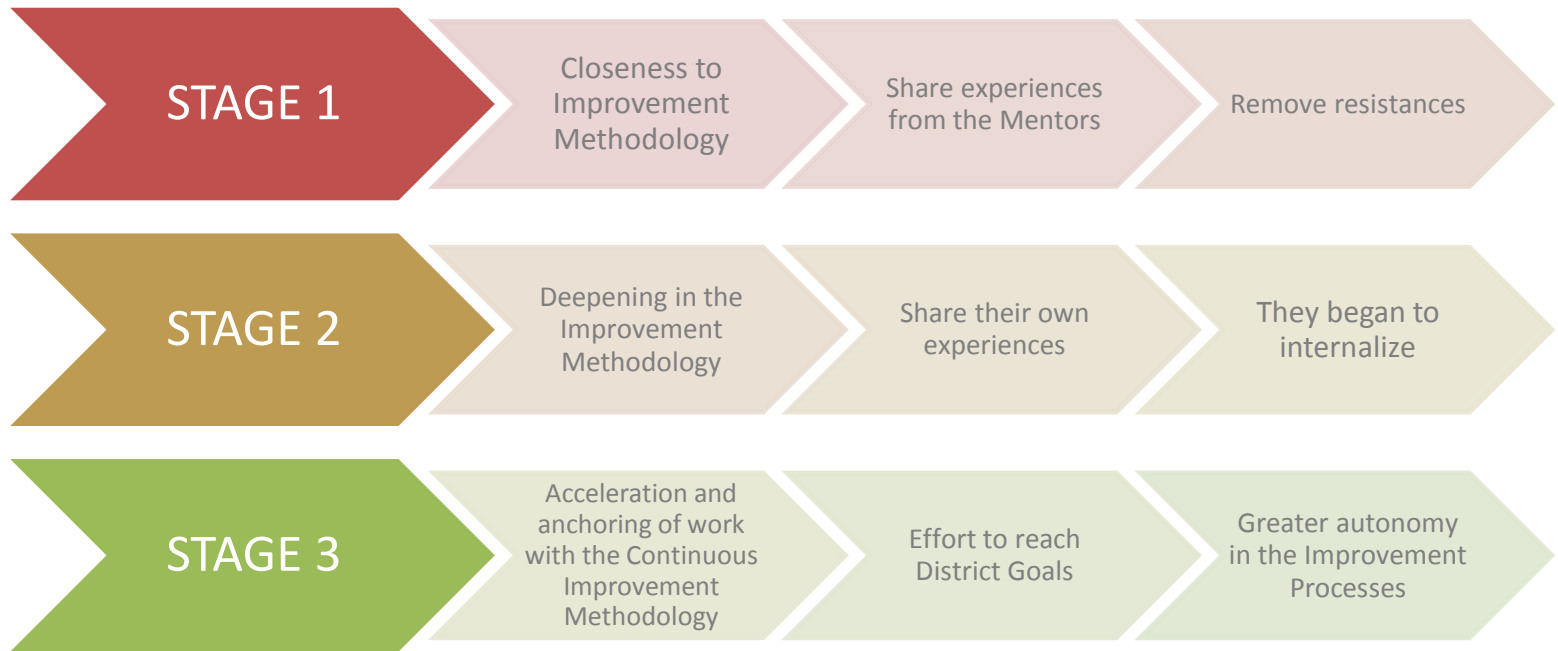 STAGE 1
Closeness to
Improvement
Methodology
Share experiences
from the Mentors
Remove resistances
STAGE 2
Deepening in the
Improvement
Methodology
Share their own
experiences
They began to
internalize
STAGE 3
Acceleration and
anchoring of work
with the Continuous
Improvement
Methodology
Effort to reach
District Goals
Greater autonomy
in the Improvement
Processes